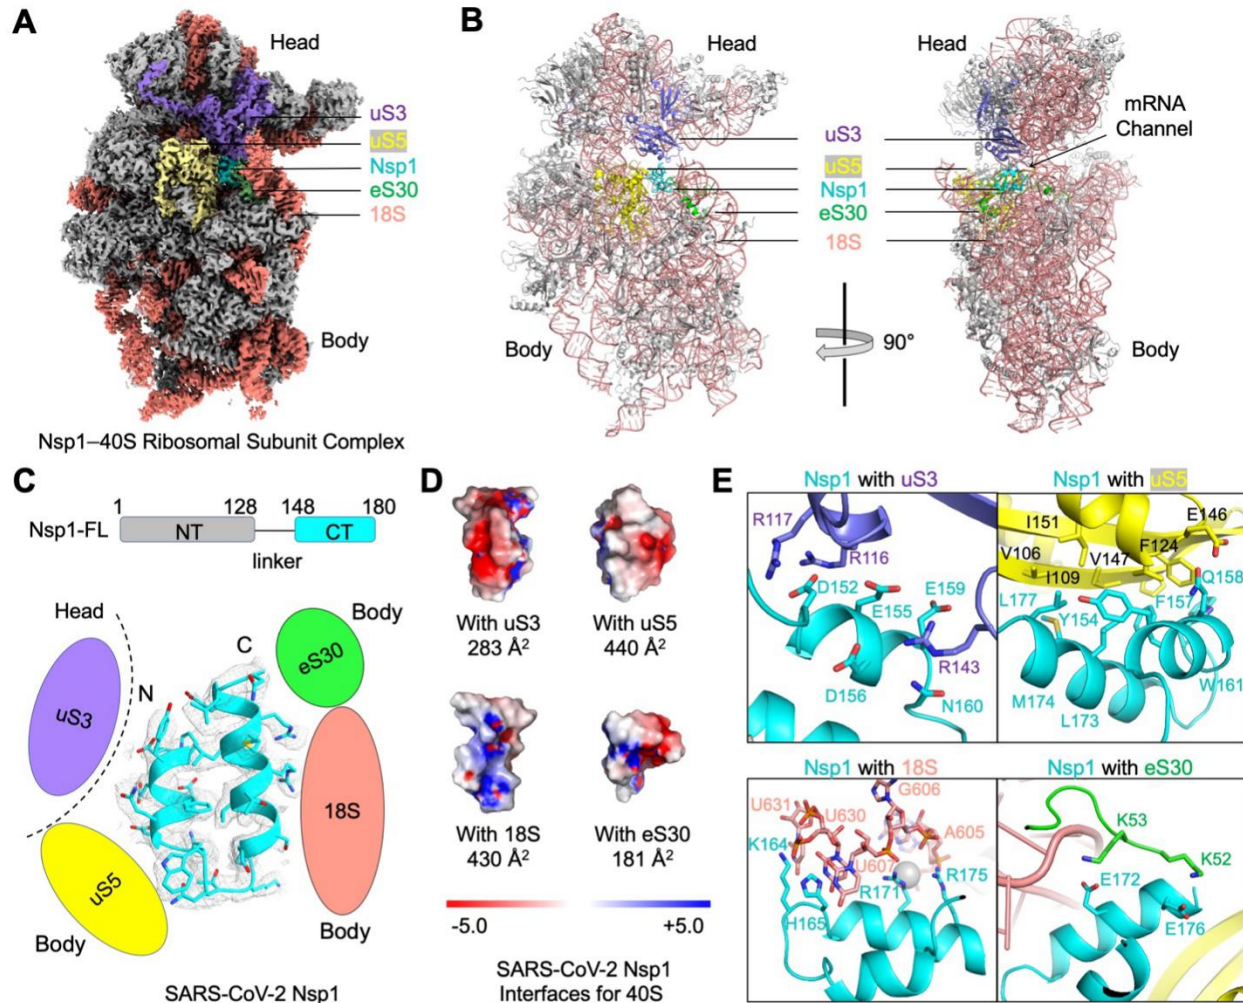 A
Head
uS3
uS5
Nsp1
eS30
18S
Body
Nsp1–40S Ribosomal Subunit Complex
B
Head
Head
mRNA
Channel
uS3
uS5
Nsp1
eS30
18S
Body
90°
Body
C
1 128 148 180
Nsp1-FL NT CT
linker
Head
Body
C
eS30
N
uS3
18S
uS5
Body
Body
SARS-CoV-2 Nsp1
D
With uS3
283 Å²
With uS5
440 Å²
With 18S
430 Å²
With eS30
181 Å²
-5.0 +5.0
SARS-CoV-2 Nsp1
Interfaces for 40S
E
Nsp1 with uS3
R117
R116
D152
E155
E159
R143
D156
N160
Nsp1 with uS5
E146
I151
F124
V106
V147
I109
Q158
L177
F157
Y154
W161
M174
L173
Nsp1 with 18S
G606
U631
U630
A605
K164
U607
R171
R175
H165
Nsp1 with eS30
K53
K52
E172
E176